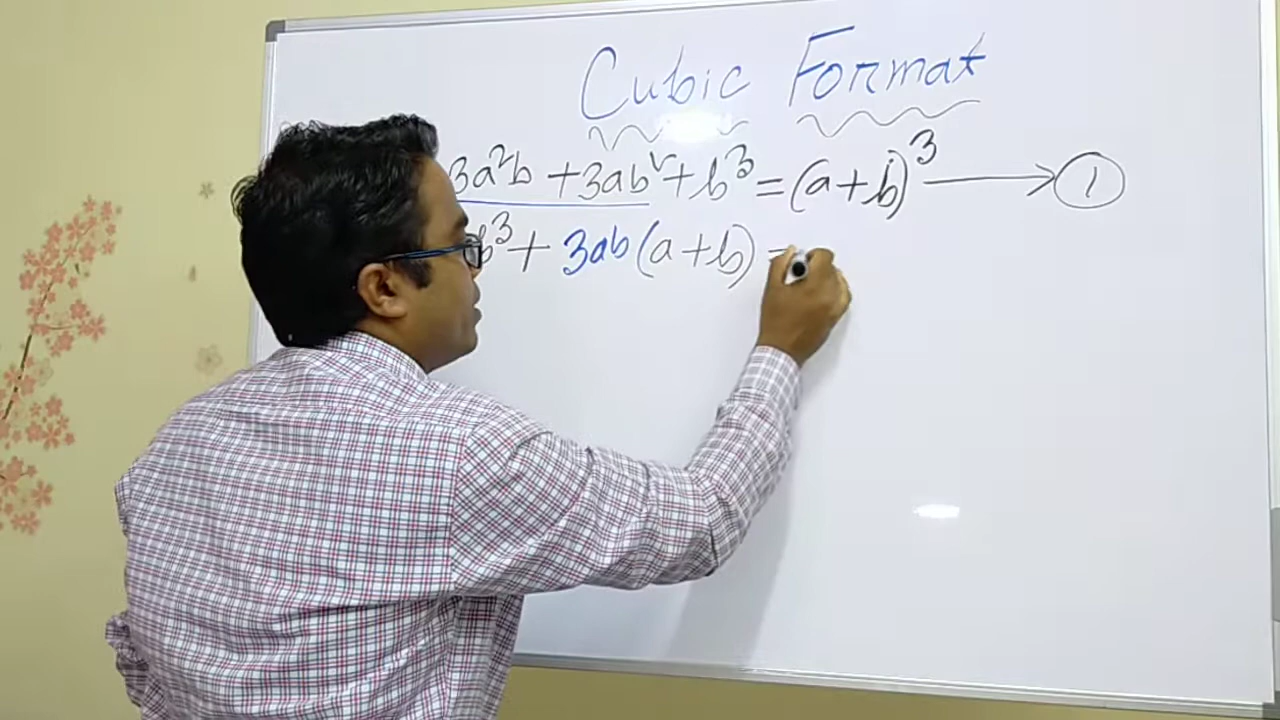 Cubic Format
3a²b + 3ab² + b³ = (a+b)³ ⟶ ①
b³ + 3ab(a+b) =